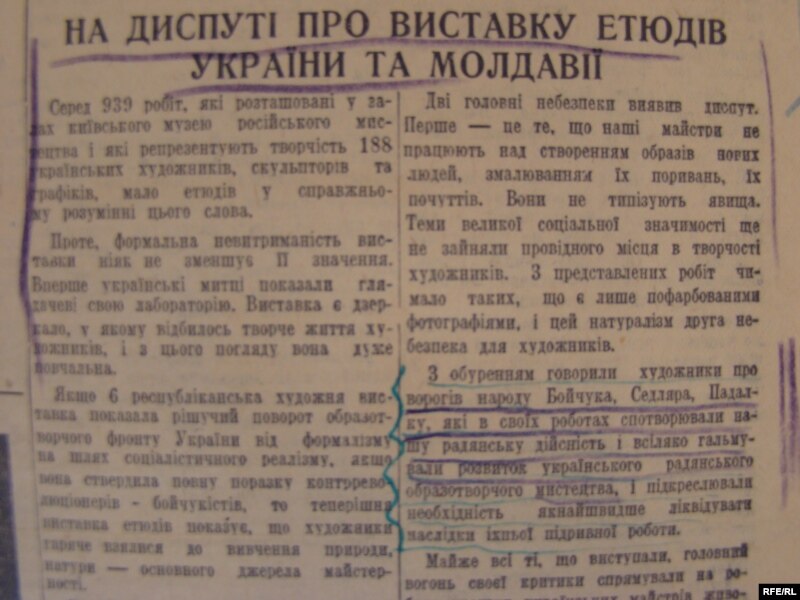 НА ДИСПУТІ ПРО ВИСТАВКУ ЕТЮДІВ
УКРАЇНИ ТА МОЛДАВІЇ
Серед 939 робіт, які розташовані у за-
лах київського музею російського мис-
тецтва і які репрезентують творчість 188
українських художників, скульпторів та
графіків, мало етюдів у справжньо-
му розумінні цього слова.
Проте, формальна невитриманість вис-
тавки ніяк не зменшує її значення.
Вперше українські митці показали гля-
дачеві свою лабораторію. Виставка є дзер-
кало, у якому відбилось творче життя ху-
дожників, і з цього погляду вона дуже
повчальна.
Якщо 6 республіканська художня вис-
тавка показала рішучий поворот образот-
ворчого фронту України від формалізму
на шлях соціалістичного реалізму, якщо
вона ствердила повну поразку контррево-
люціонерів - бойчукістів, то теперішня
виставка етюдів показує, що художники
гаряче взялися до вивчення природи,
натури — основного джерела майстер-
ності.
Дві головні небезпеки виявив диспут.
Перше — це те, що наші майстри не
працюють над створенням образів нових
людей, змалюванням їх поривань, їх
почуттів. Вони не типізують явища.
Теми великої соціальної значимості ще
не зайняли провідного місця в творчості
художників. З представлених робіт чи-
мало таких, що є лише пофарбованими
фотографіями, і цей натуралізм друга не-
безпека для художників.
З обуренням говорили художники про
ворогів народу Бойчука, Седляра, Падал-
ку, які в своїх роботах спотворювали на-
шу радянську дійсність і всіляко гальму-
вали розвиток українського радянського
образотворчого мистецтва, і підкреслювали
необхідність якнайшвидше ліквідувати
наслідки їхньої підривної роботи.
Майже всі ті, що виступали, головний
вогонь своєї критики спрямували на ро-
майстрів живо-
RFE/RL